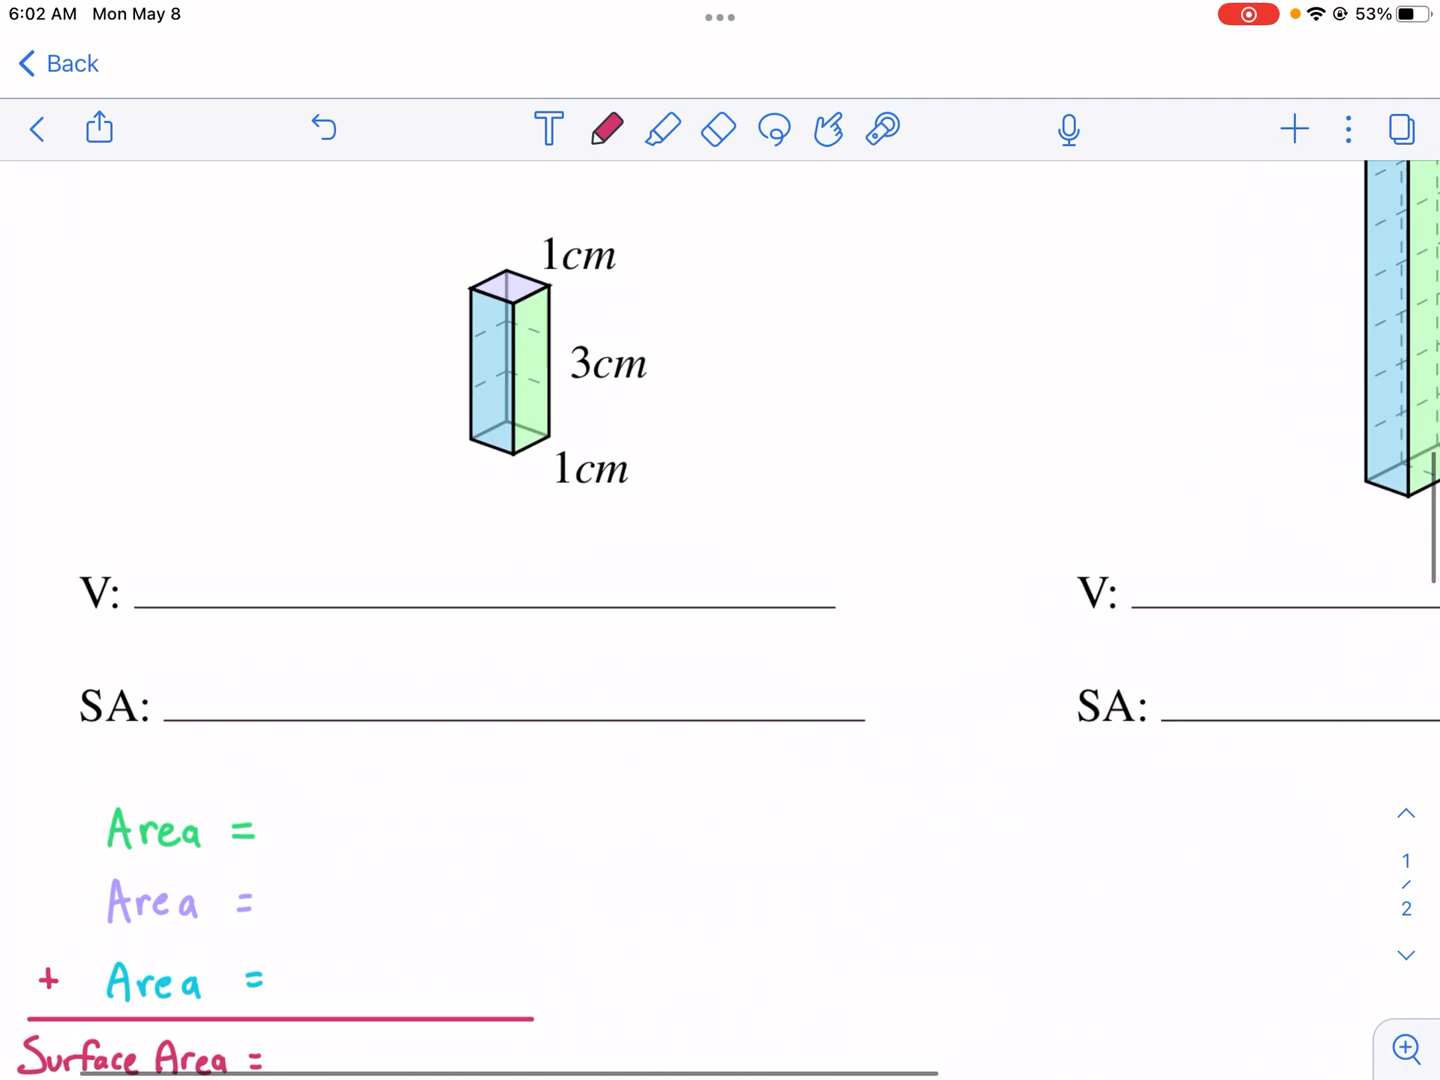 6:02 AM Mon May 8
53%
Back
T
1cm
3cm
1cm
V:
V:
SA:
SA:
Area =
Area =
+ Area =
Surface Area =
1
/
2